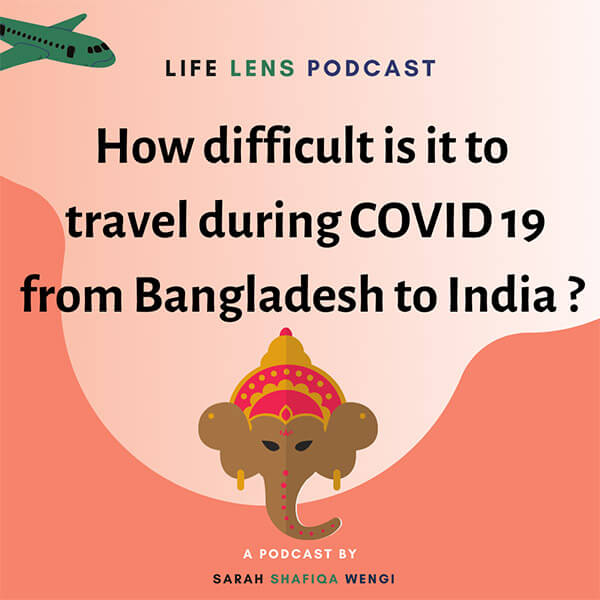 LIFE LENS PODCAST
How difficult is it to
travel during COVID 19
from Bangladesh to India ?
A PODCAST BY
SARAH SHAFIQA WENGI